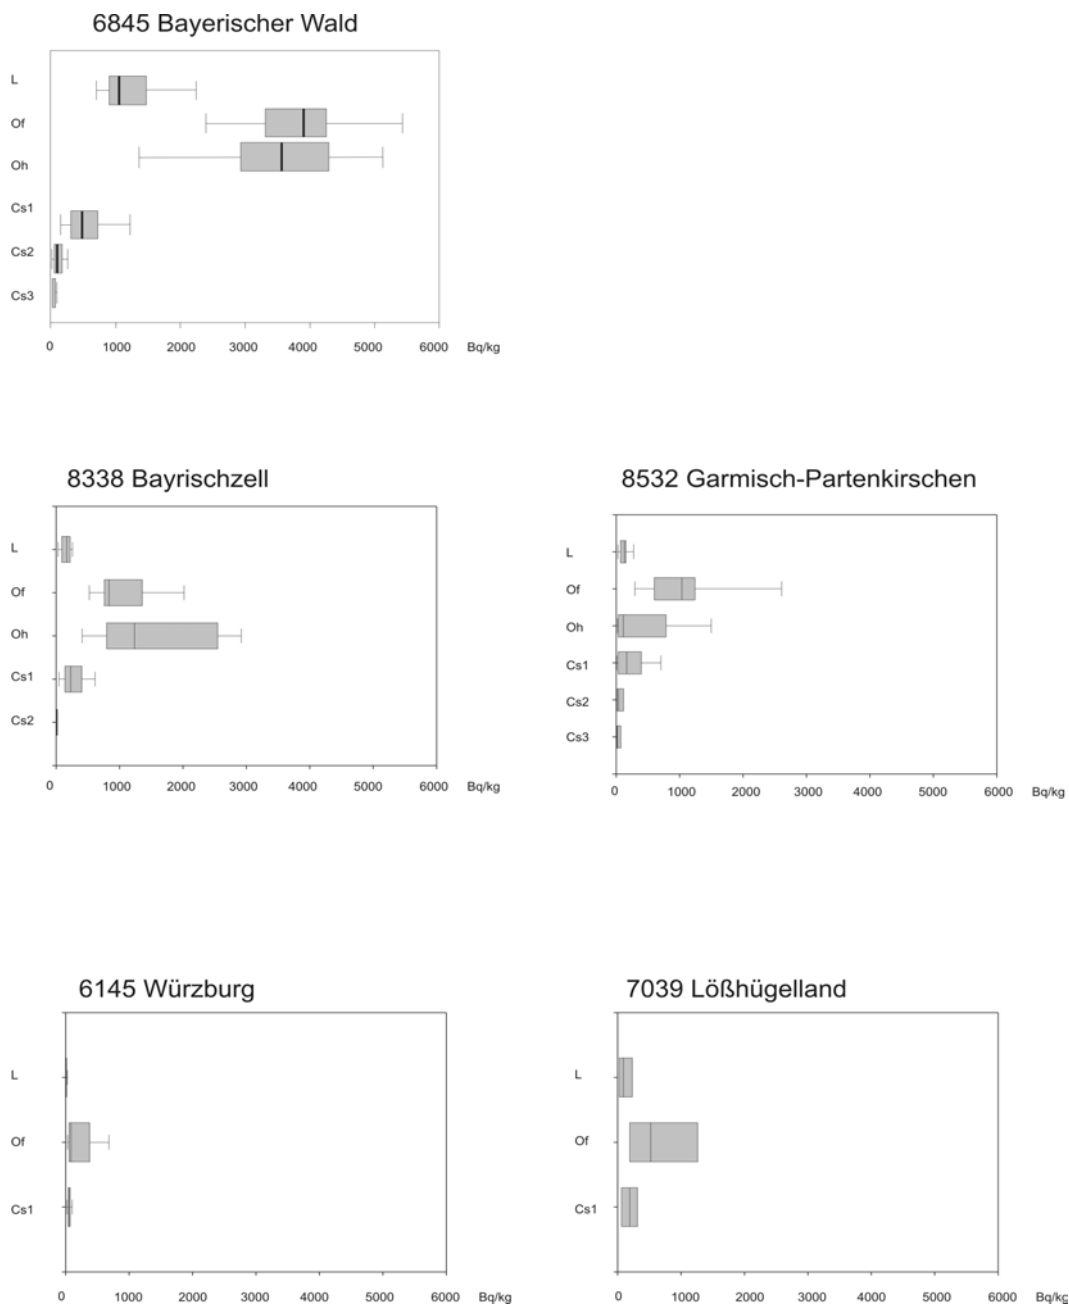 6845 Bayerischer Wald
L
Of
Oh
Cs1
Cs2
Cs3
0 1000 2000 3000 4000 5000 6000 Bq/kg
8338 Bayrischzell
L
Of
Oh
Cs1
Cs2
0 1000 2000 3000 4000 5000 6000 Bq/kg
8532 Garmisch-Partenkirschen
L
Of
Oh
Cs1
Cs2
Cs3
0 1000 2000 3000 4000 5000 6000 Bq/kg
6145 Würzburg
L
Of
Cs1
0 1000 2000 3000 4000 5000 6000 Bq/kg
7039 Lößhügelland
L
Of
Cs1
0 1000 2000 3000 4000 5000 6000 Bq/kg